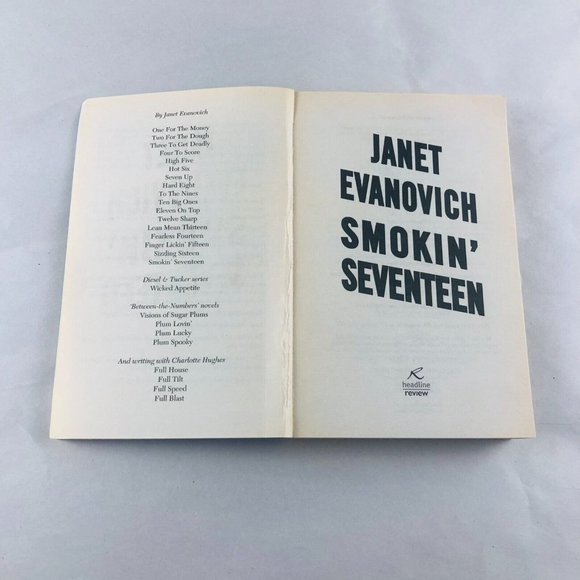 By Janet Evanovich
One For The Money
Two For The Dough
Three To Get Deadly
Four To Score
High Five
Hot Six
Seven Up
Hard Eight
To The Nines
Ten Big Ones
Eleven On Top
Twelve Sharp
Lean Mean Thirteen
Fearless Fourteen
Finger Lickin' Fifteen
Sizzling Sixteen
Smokin' Seventeen
Diesel & Tucker series
Wicked Appetite
'Between-the-Numbers' novels
Visions of Sugar Plums
Plum Lovin'
Plum Lucky
Plum Spooky
And writing with Charlotte Hughes
Full House
Full Tilt
Full Speed
Full Blast
JANET
EVANOVICH
SMOKIN'
SEVENTEEN
R
headline
review